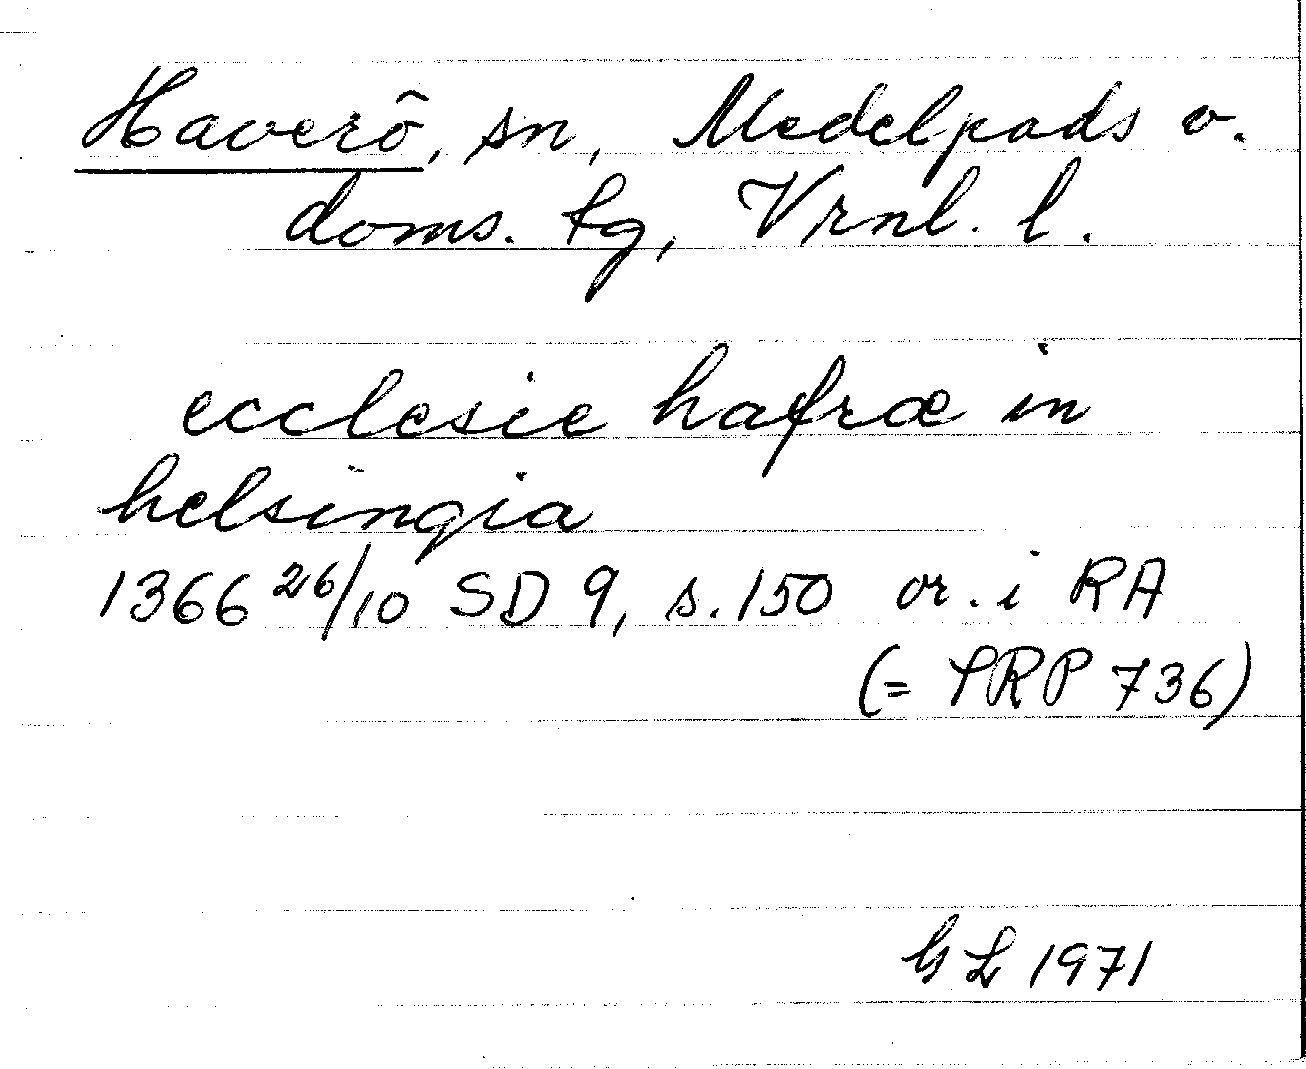 Haverö, sn, Medelpads v.
doms. tg, Vrnl. l.
ecclesie hafræ in
helsingia
1366 26/10 SD 9, s. 150 or. i RA
(= SRP 736)
GL 1971